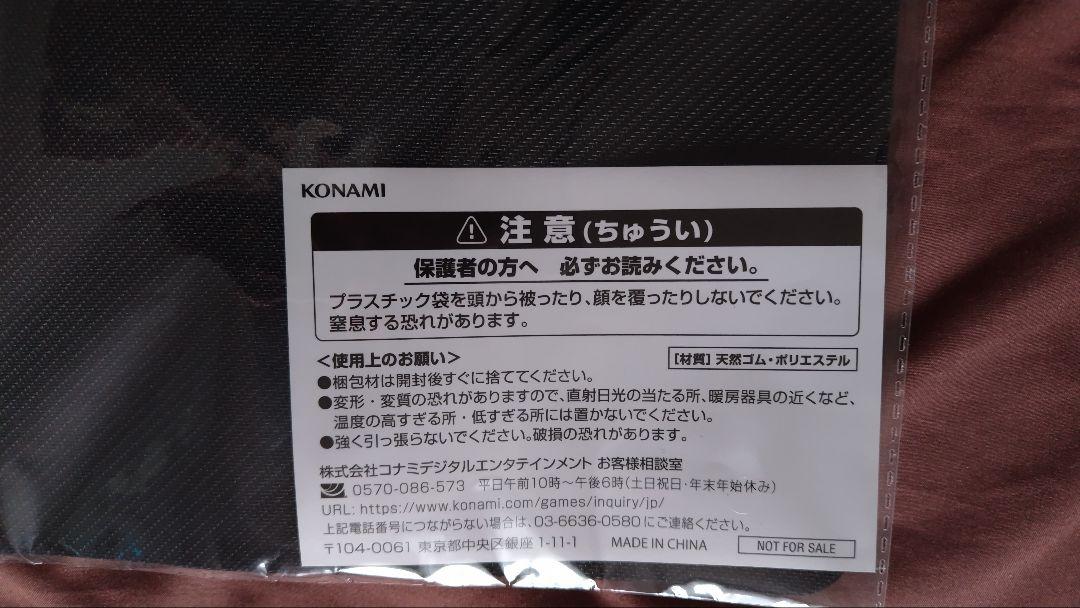 KONAMI
注意(ちゅうい)
保護者の方へ 必ずお読みください。
プラスチック袋を頭から被ったり、顔を覆ったりしないでください。
窒息する恐れがあります。
<使用上のお願い>
[材質] 天然ゴム・ポリエステル
●梱包材は開封後すぐに捨ててください。
●変形・変質の恐れがありますので、直射日光の当たる所、暖房器具の近くなど、
温度の高すぎる所・低すぎる所には置かないでください。
●強く引っ張らないでください。破損の恐れがあります。
株式会社コナミデジタルエンタテインメント お客様相談室
0570-086-573 平日午前10時~午後6時(土日祝日・年末年始休み)
URL: https://www.konami.com/games/inquiry/jp/
上記電話番号につながらない場合は、03-6636-0580にご連絡ください。
〒104-0061 東京都中央区銀座1-11-1 MADE IN CHINA NOT FOR SALE